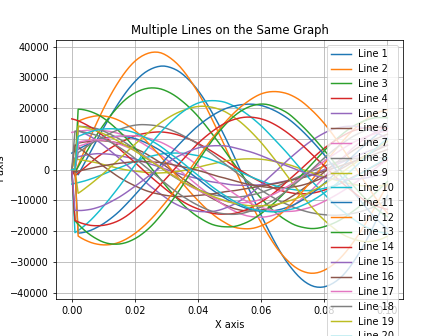 Multiple Lines on the Same Graph
40000
30000
20000
10000
0
−10000
−20000
−30000
−40000
0.00
0.02
0.04
0.06
0.08
X axis
Line 1
Line 2
Line 3
Line 4
Line 5
Line 6
Line 7
Line 8
Line 9
Line 10
Line 11
Line 12
Line 13
Line 14
Line 15
Line 16
Line 17
Line 18
Line 19
Line 20